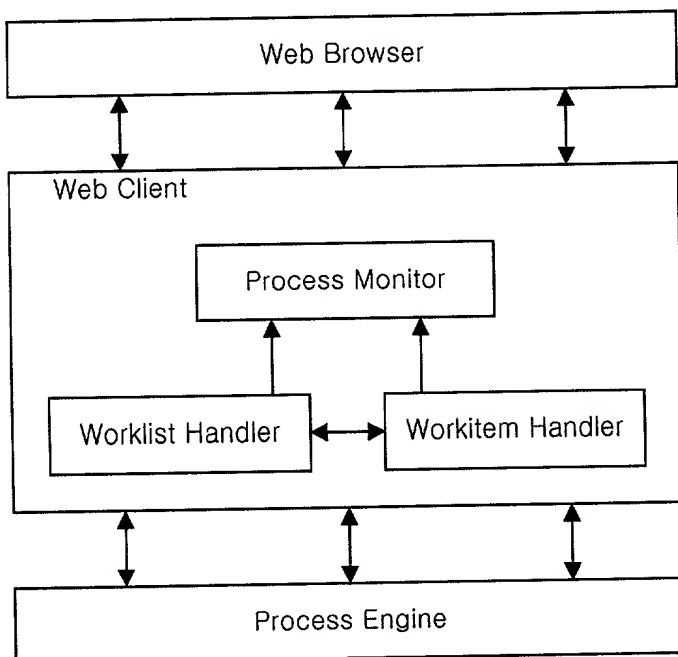 Web Browser
Web Client
Process Monitor
Worklist Handler
Workitem Handler
Process Engine